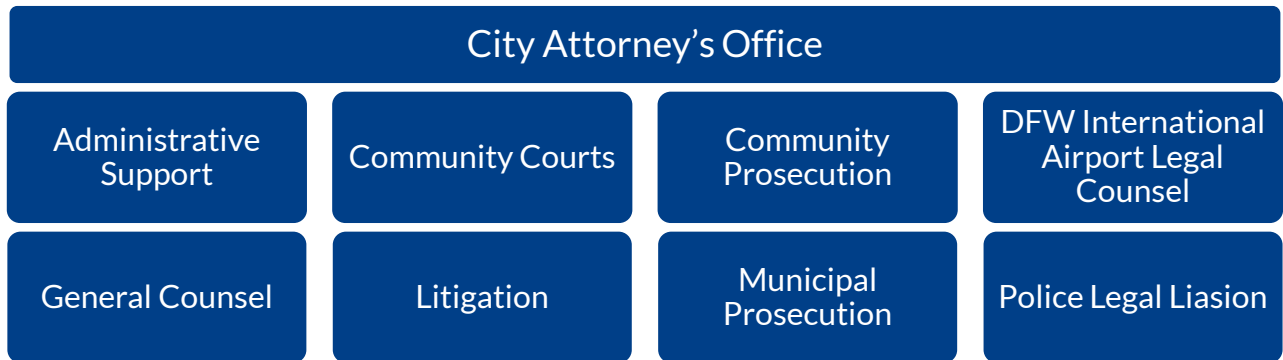 City Attorney’s Office
Administrative
Support
Community Courts
Community
Prosecution
DFW International
Airport Legal
Counsel
General Counsel
Litigation
Municipal
Prosecution
Police Legal Liasion